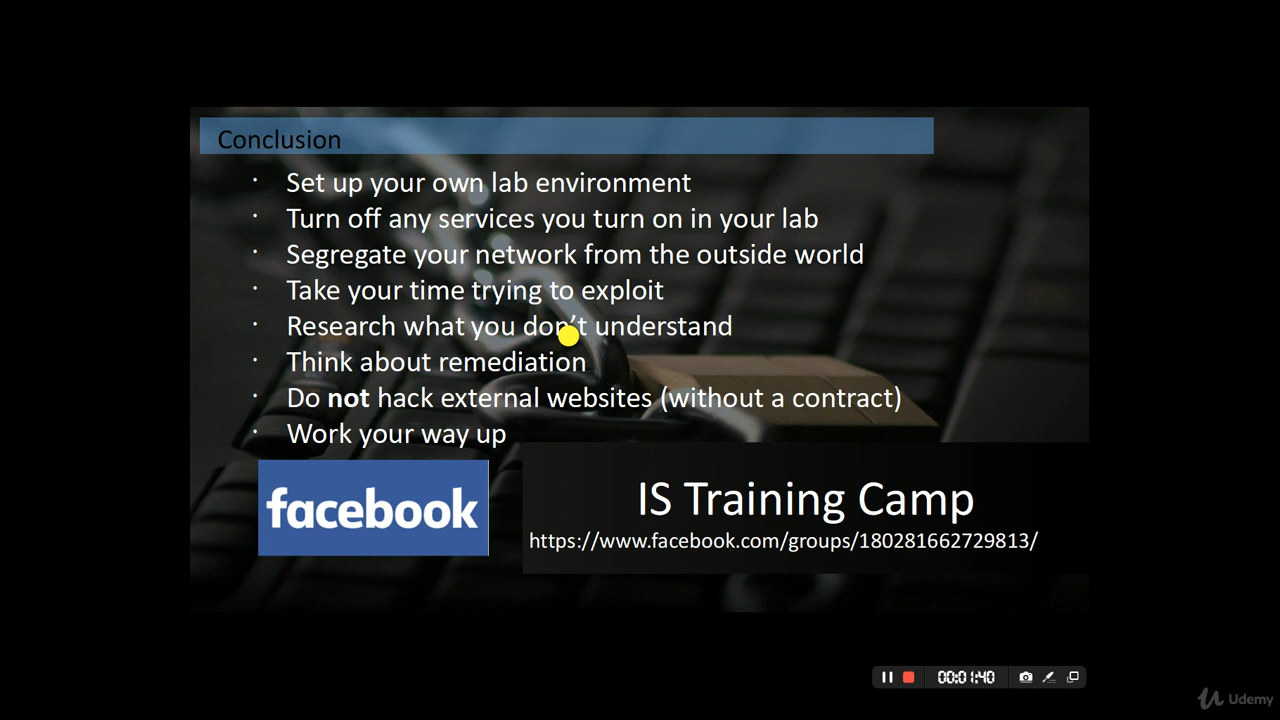 Conclusion
· Set up your own lab environment
· Turn off any services you turn on in your lab
· Segregate your network from the outside world
· Take your time trying to exploit
· Research what you don't understand
· Think about remediation
· Do not hack external websites (without a contract)
· Work your way up
facebook
IS Training Camp
https://www.facebook.com/groups/180281662729813/
00:01:40
Udemy